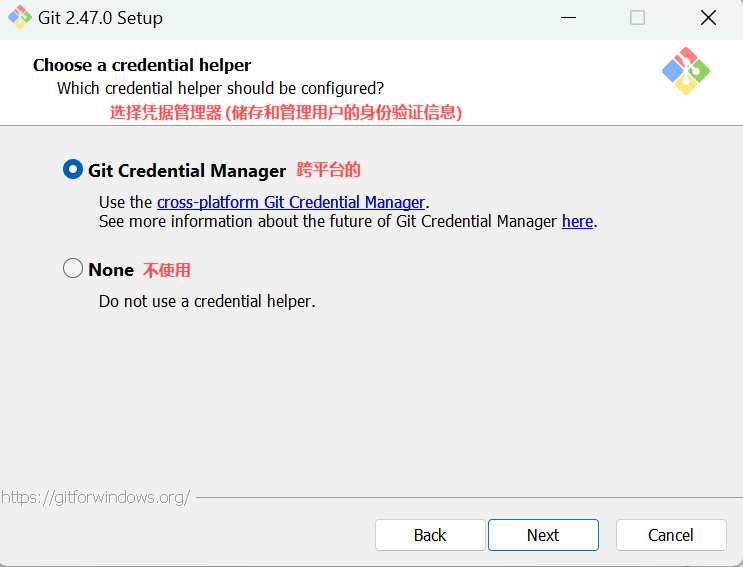 Git 2.47.0 Setup
Choose a credential helper
Which credential helper should be configured?
选择凭据管理器(储存和管理用户的身份验证信息)
Git Credential Manager 跨平台的
Use the cross-platform Git Credential Manager.
See more information about the future of Git Credential Manager here.
None 不使用
Do not use a credential helper.
https://gitforwindows.org/
Back Next Cancel